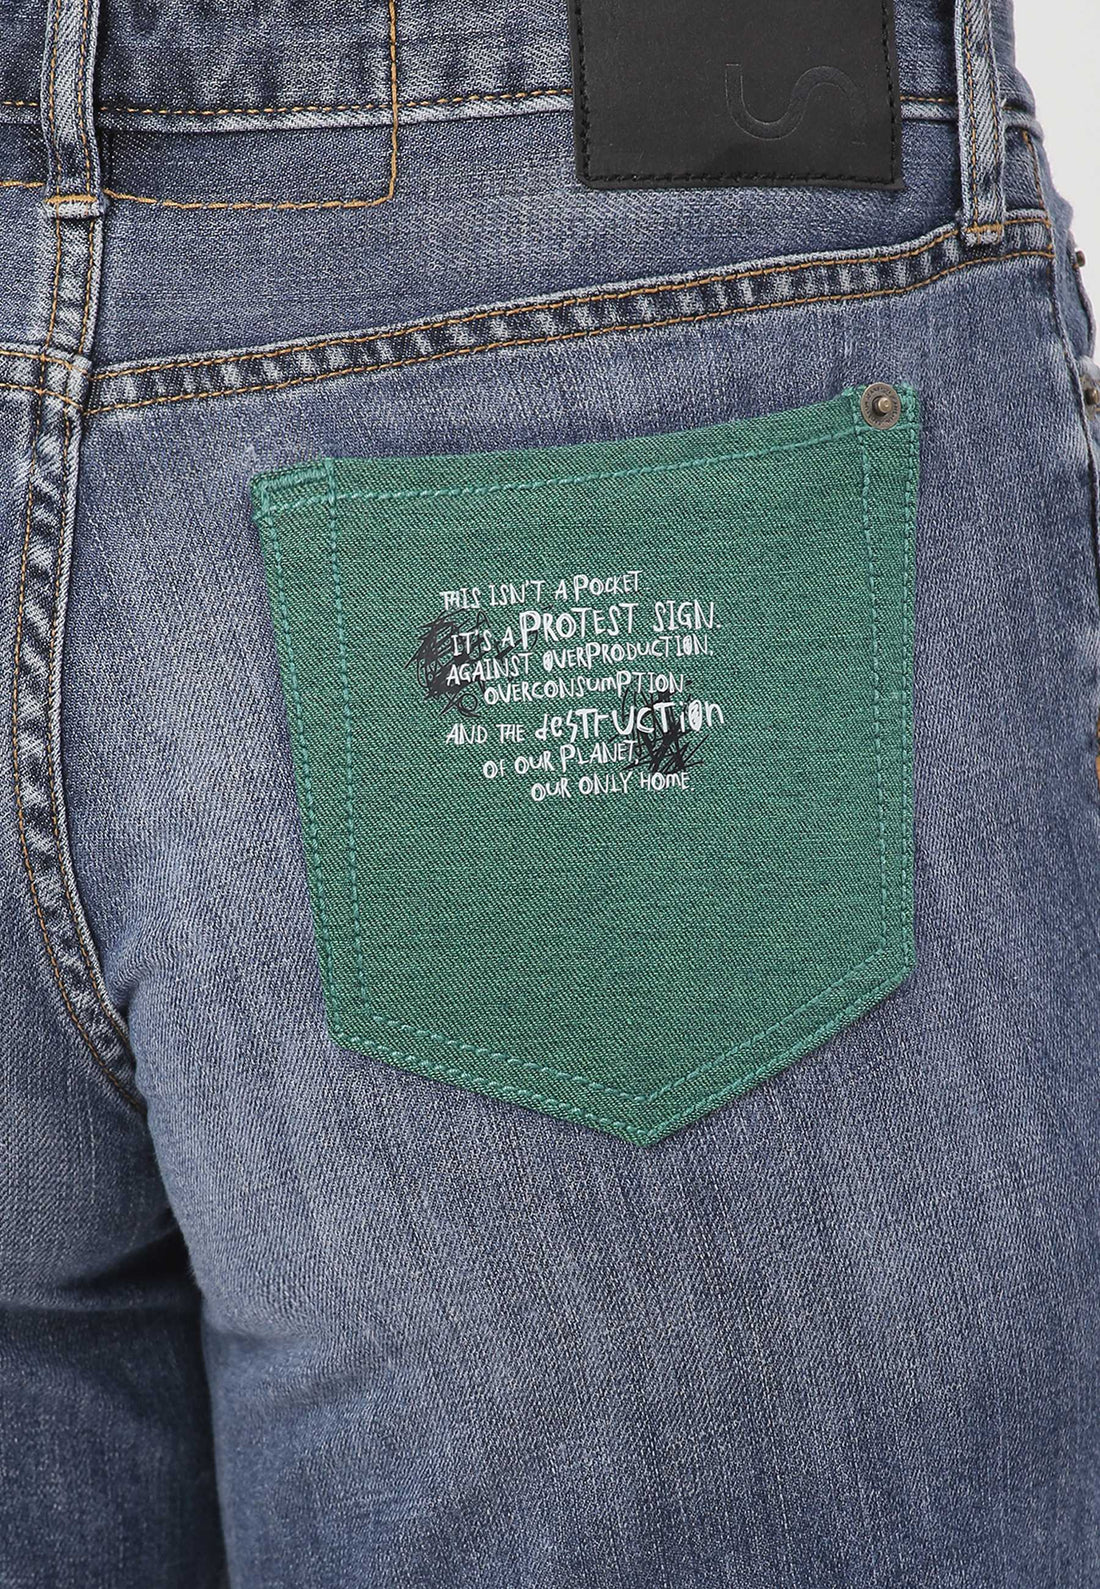 THIS ISN'T A POCKET...
IT'S A PROTEST SIGN.
AGAINST OVERPRODUCTION,
OVERCONSUMPTION
AND THE deSTRUCTiOn
OF OUR PLANET,
OUR ONLY HOME.